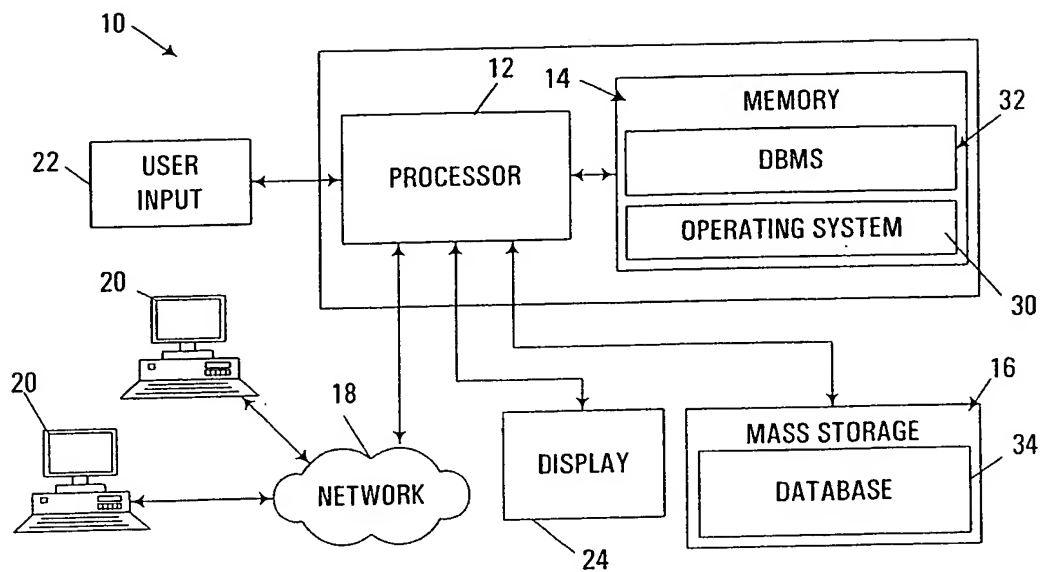 10
12
14
MEMORY
32
DBMS
22
USER
INPUT
PROCESSOR
OPERATING SYSTEM
30
20
20
18
NETWORK
DISPLAY
24
16
MASS STORAGE
34
DATABASE